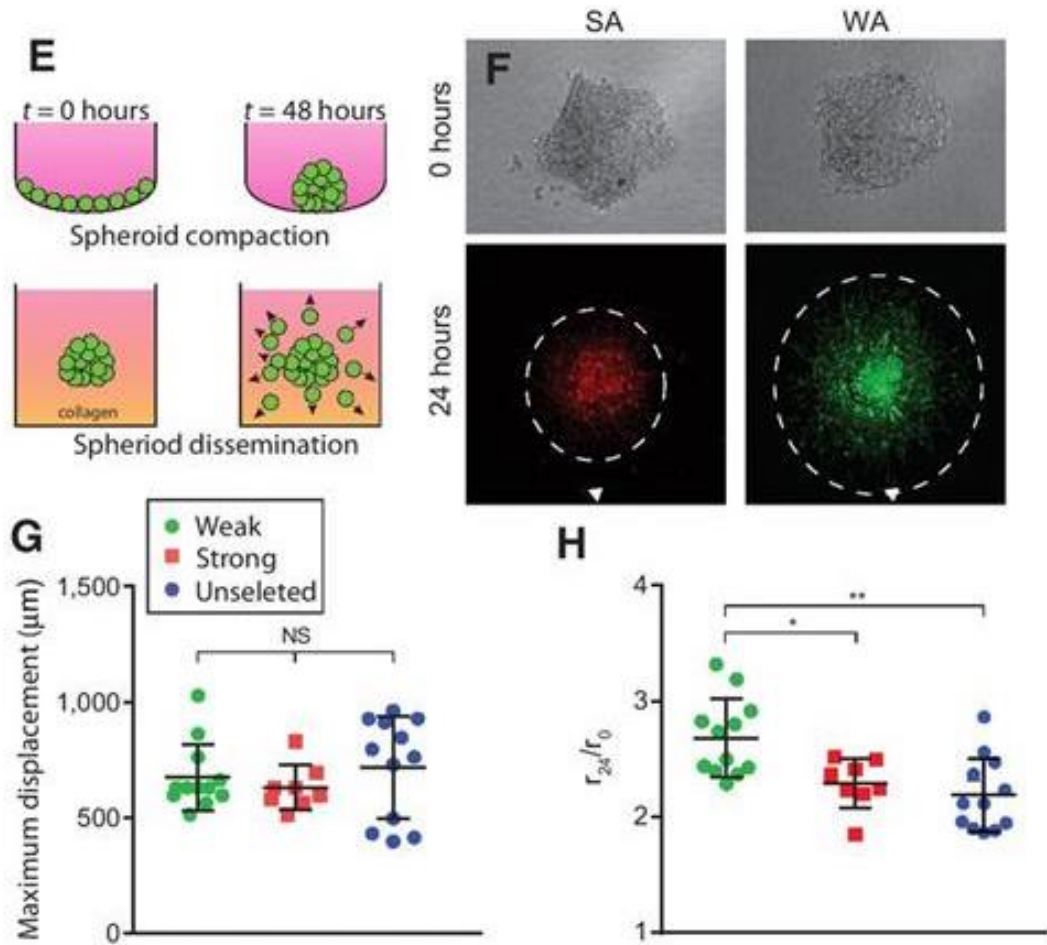 E
t = 0 hours
t = 48 hours
Spheroid compaction
collagen
Spheriod dissemination
F
SA
WA
0 hours
24 hours
G
Weak
Strong
Unseleted
Maximum displacement (μm)
1,500
1,000
500
0
NS
H
r24/r0
4
3
2
1
**
*